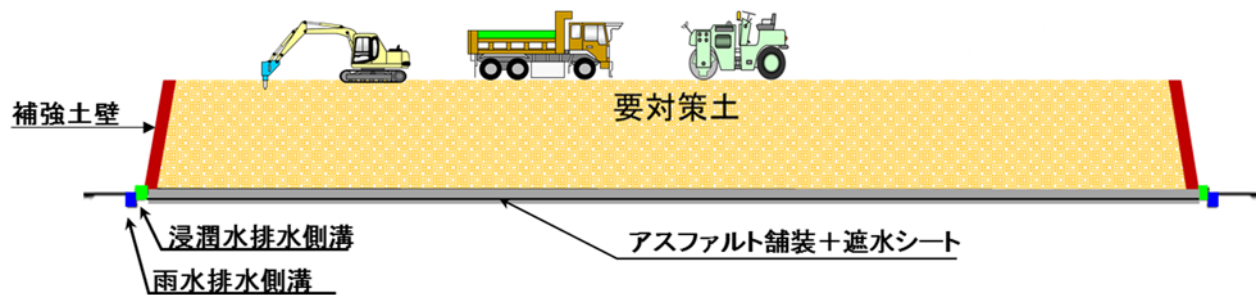 要対策土
補強土壁
浸潤水排水側溝
アスファルト舗装＋遮水シート
雨水排水側溝